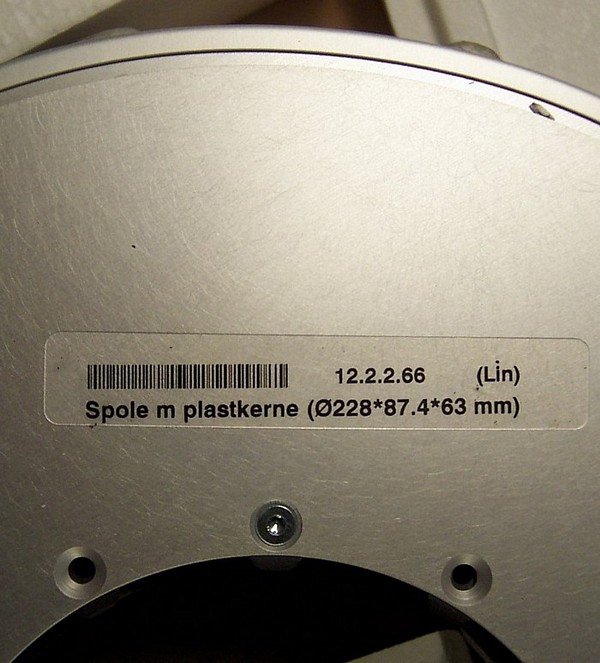 12.2.2.66 (Lin)
Spole m plastkerne (Ø228*87.4*63 mm)